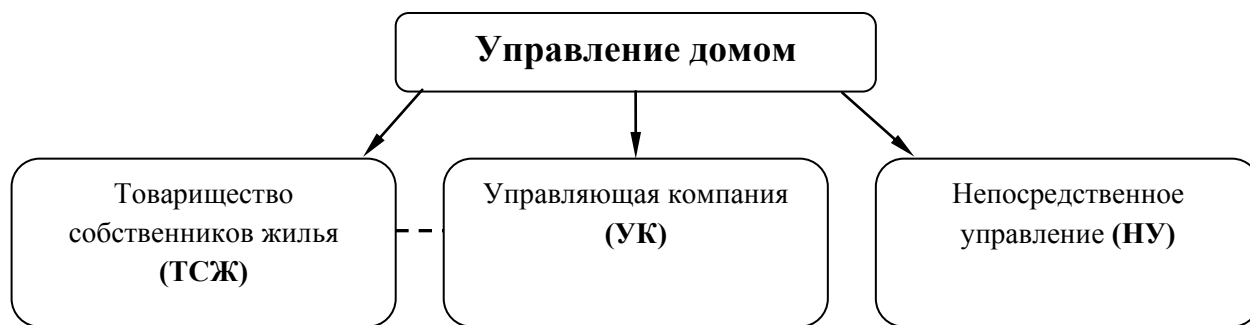 Управление домом
Товарищество
собственников жилья
(ТСЖ)
Управляющая компания
(УК)
Непосредственное
управление (НУ)